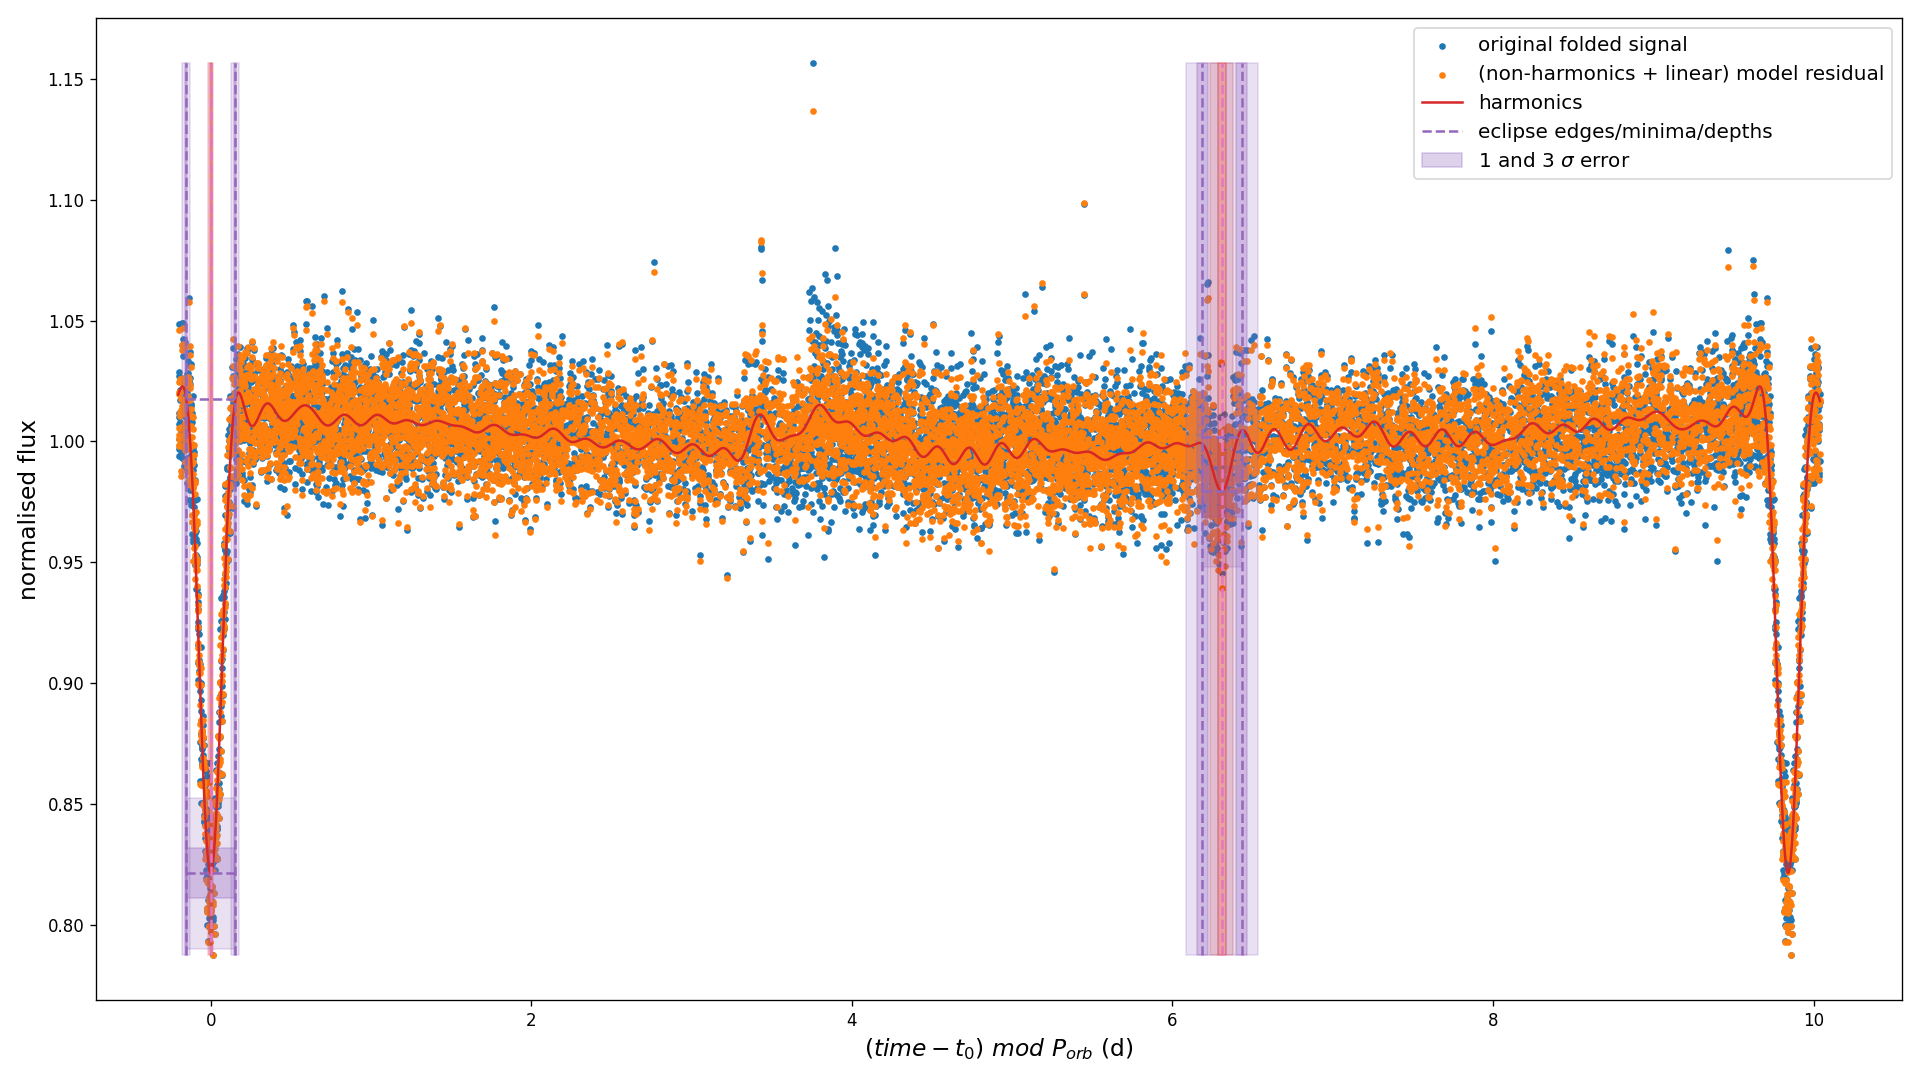 original folded signal
(non-harmonics + linear) model residual
harmonics
eclipse edges/minima/depths
1 and 3 σ error
normalised flux
1.15
1.10
1.05
1.00
0.95
0.90
0.85
0.80
0 2 4 6 8 10
(time − t₀) mod Pₒᵣb (d)